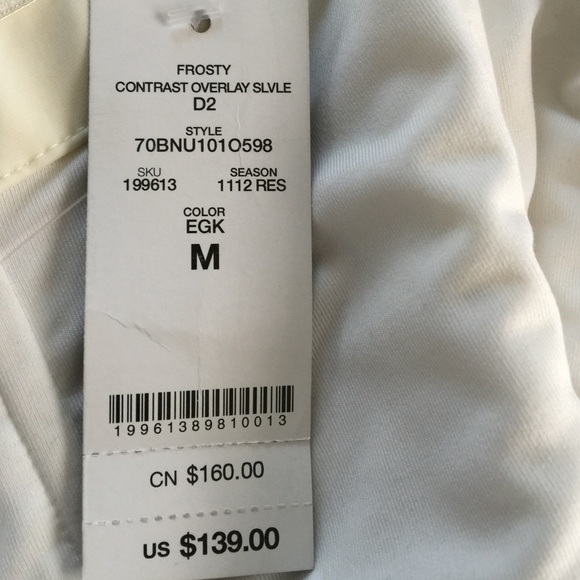 FROSTY
CONTRAST OVERLAY SLVLE
D2
STYLE
70BNU101O598
SKU SEASON
199613 1112 RES
COLOR
EGK
M
19961389810013
CN $160.00
US $139.00